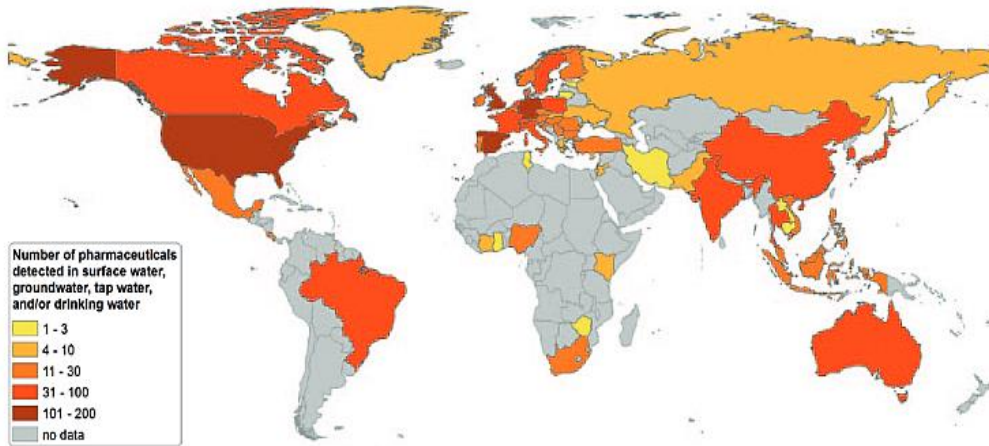 Number of pharmaceuticals
detected in surface water,
groundwater, tap water,
and/or drinking water
1 - 3
4 - 10
11 - 30
31 - 100
101 - 200
no data